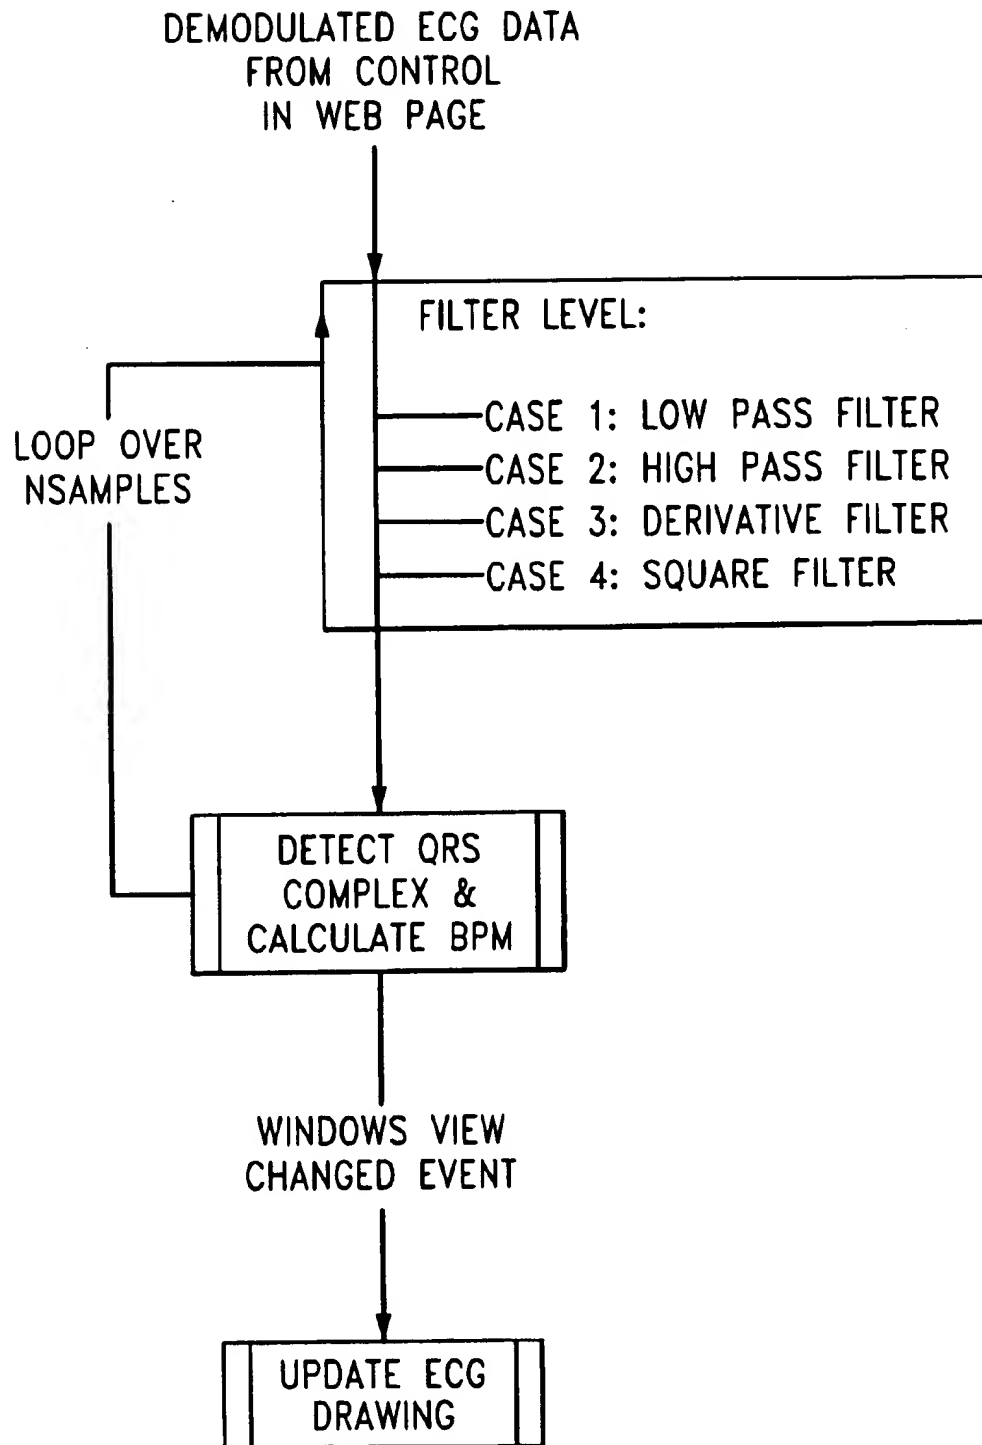 DEMODULATED ECG DATA
FROM CONTROL
IN WEB PAGE
FILTER LEVEL:
CASE 1: LOW PASS FILTER
CASE 2: HIGH PASS FILTER
CASE 3: DERIVATIVE FILTER
CASE 4: SQUARE FILTER
LOOP OVER
NSAMPLES
DETECT QRS
COMPLEX &
CALCULATE BPM
WINDOWS VIEW
CHANGED EVENT
UPDATE ECG
DRAWING